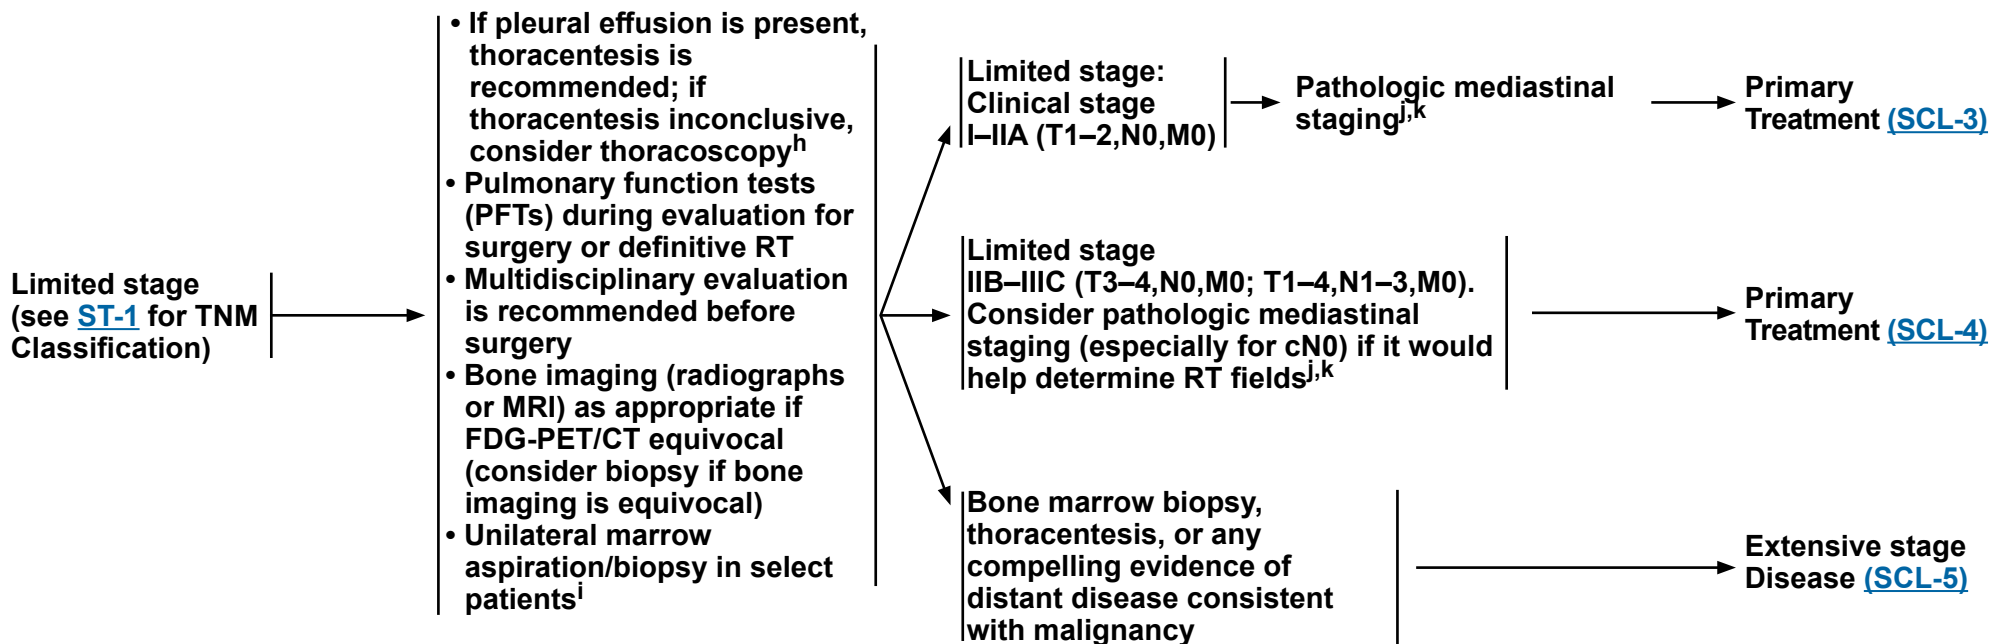 Limited stage
(see ST-1 for TNM
Classification)
• If pleural effusion is present,
thoracentesis is
recommended; if
thoracentesis inconclusive,
consider thoracoscopyh
• Pulmonary function tests
(PFTs) during evaluation for
surgery or definitive RT
• Multidisciplinary evaluation
is recommended before
surgery
• Bone imaging (radiographs
or MRI) as appropriate if
FDG-PET/CT equivocal
(consider biopsy if bone
imaging is equivocal)
• Unilateral marrow
aspiration/biopsy in select
patientsi
Limited stage:
Clinical stage
I–IIA (T1–2,N0,M0)
Pathologic mediastinal
stagingj,k
Primary
Treatment (SCL-3)
Limited stage
IIB–IIIC (T3–4,N0,M0; T1–4,N1–3,M0).
Consider pathologic mediastinal
staging (especially for cN0) if it would
help determine RT fieldsj,k
Primary
Treatment (SCL-4)
Bone marrow biopsy,
thoracentesis, or any
compelling evidence of
distant disease consistent
with malignancy
Extensive stage
Disease (SCL-5)